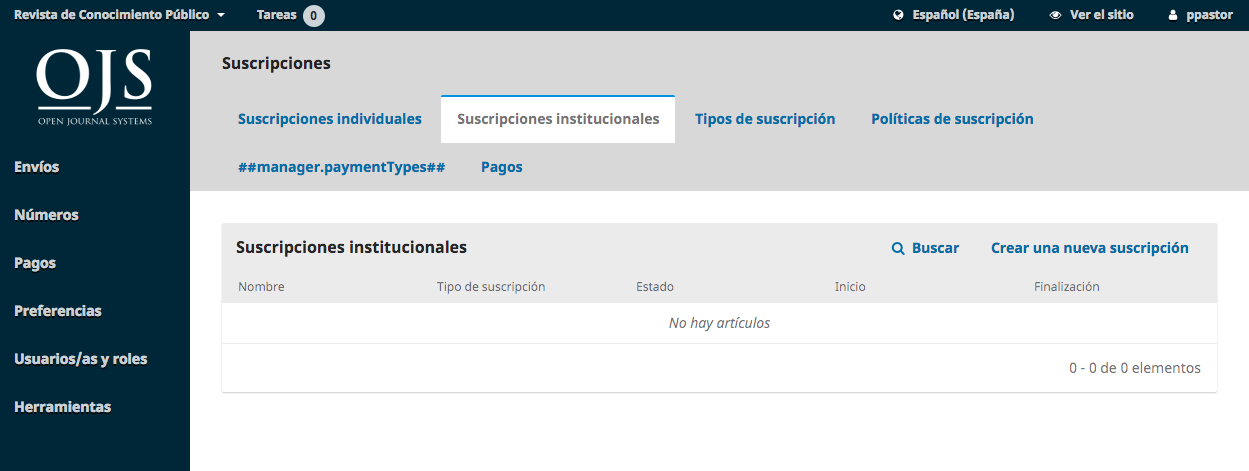 Revista de Conocimiento Público Tareas 0 Español (España) Ver el sitio ppastor
OJS
OPEN JOURNAL SYSTEMS
Envíos
Números
Pagos
Preferencias
Usuarios/as y roles
Herramientas
Suscripciones
Suscripciones individuales Suscripciones institucionales Tipos de suscripción Políticas de suscripción
##manager.paymentTypes## Pagos
Suscripciones institucionales Buscar Crear una nueva suscripción
Nombre Tipo de suscripción Estado Inicio Finalización
No hay artículos
0 - 0 de 0 elementos